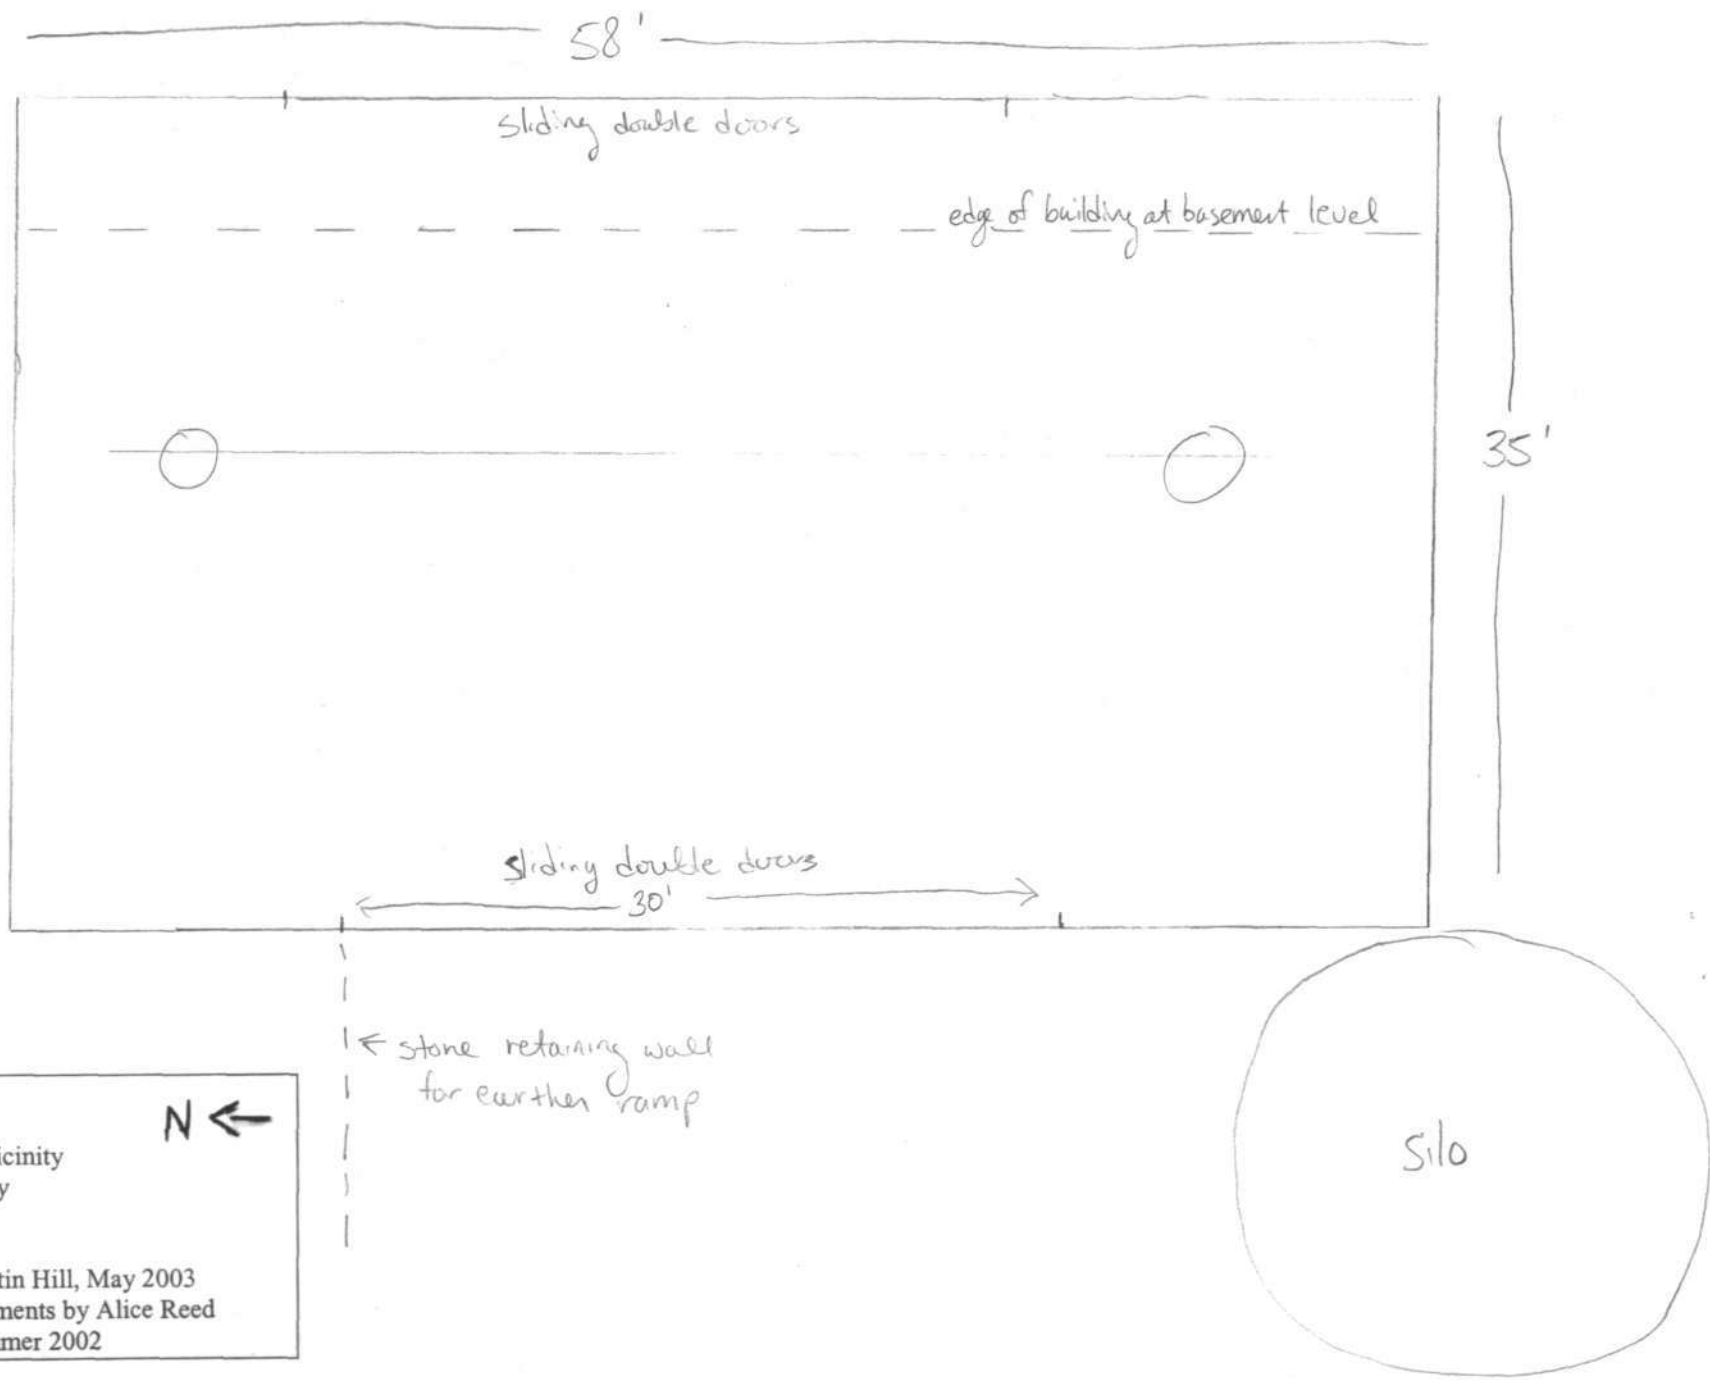 58'
sliding double doors
edge of building at basement level
35'
sliding double doors
30'
← stone retaining wall
for earthen ramp
N ←
icinity
y
tin Hill, May 2003
ments by Alice Reed
mer 2002
Silo